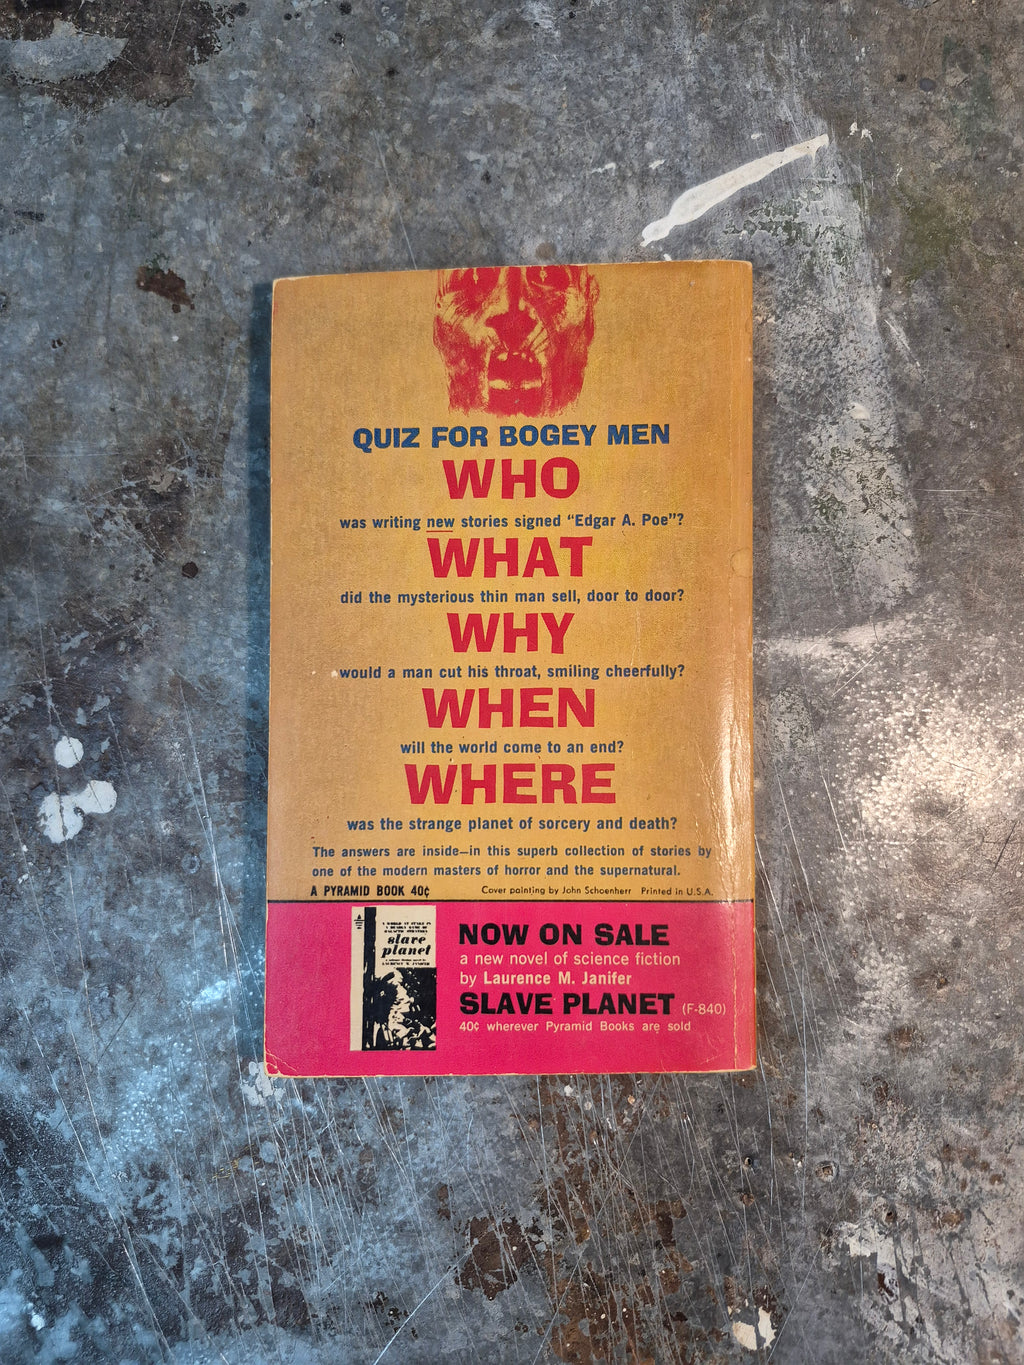 QUIZ FOR BOGEY MEN
WHO
was writing new stories signed “Edgar A. Poe”?
WHAT
did the mysterious thin man sell, door to door?
WHY
would a man cut his throat, smiling cheerfully?
WHEN
will the world come to an end?
WHERE
was the strange planet of sorcery and death?
The answers are inside—in this superb collection of stories by
one of the modern masters of horror and the supernatural.
A PYRAMID BOOK 40¢ Cover painting by John Schoenherr Printed in U.S.A.
slave
planet
NOW ON SALE
a new novel of science fiction
by Laurence M. Janifer
SLAVE PLANET (F-840)
40¢ wherever Pyramid Books are sold